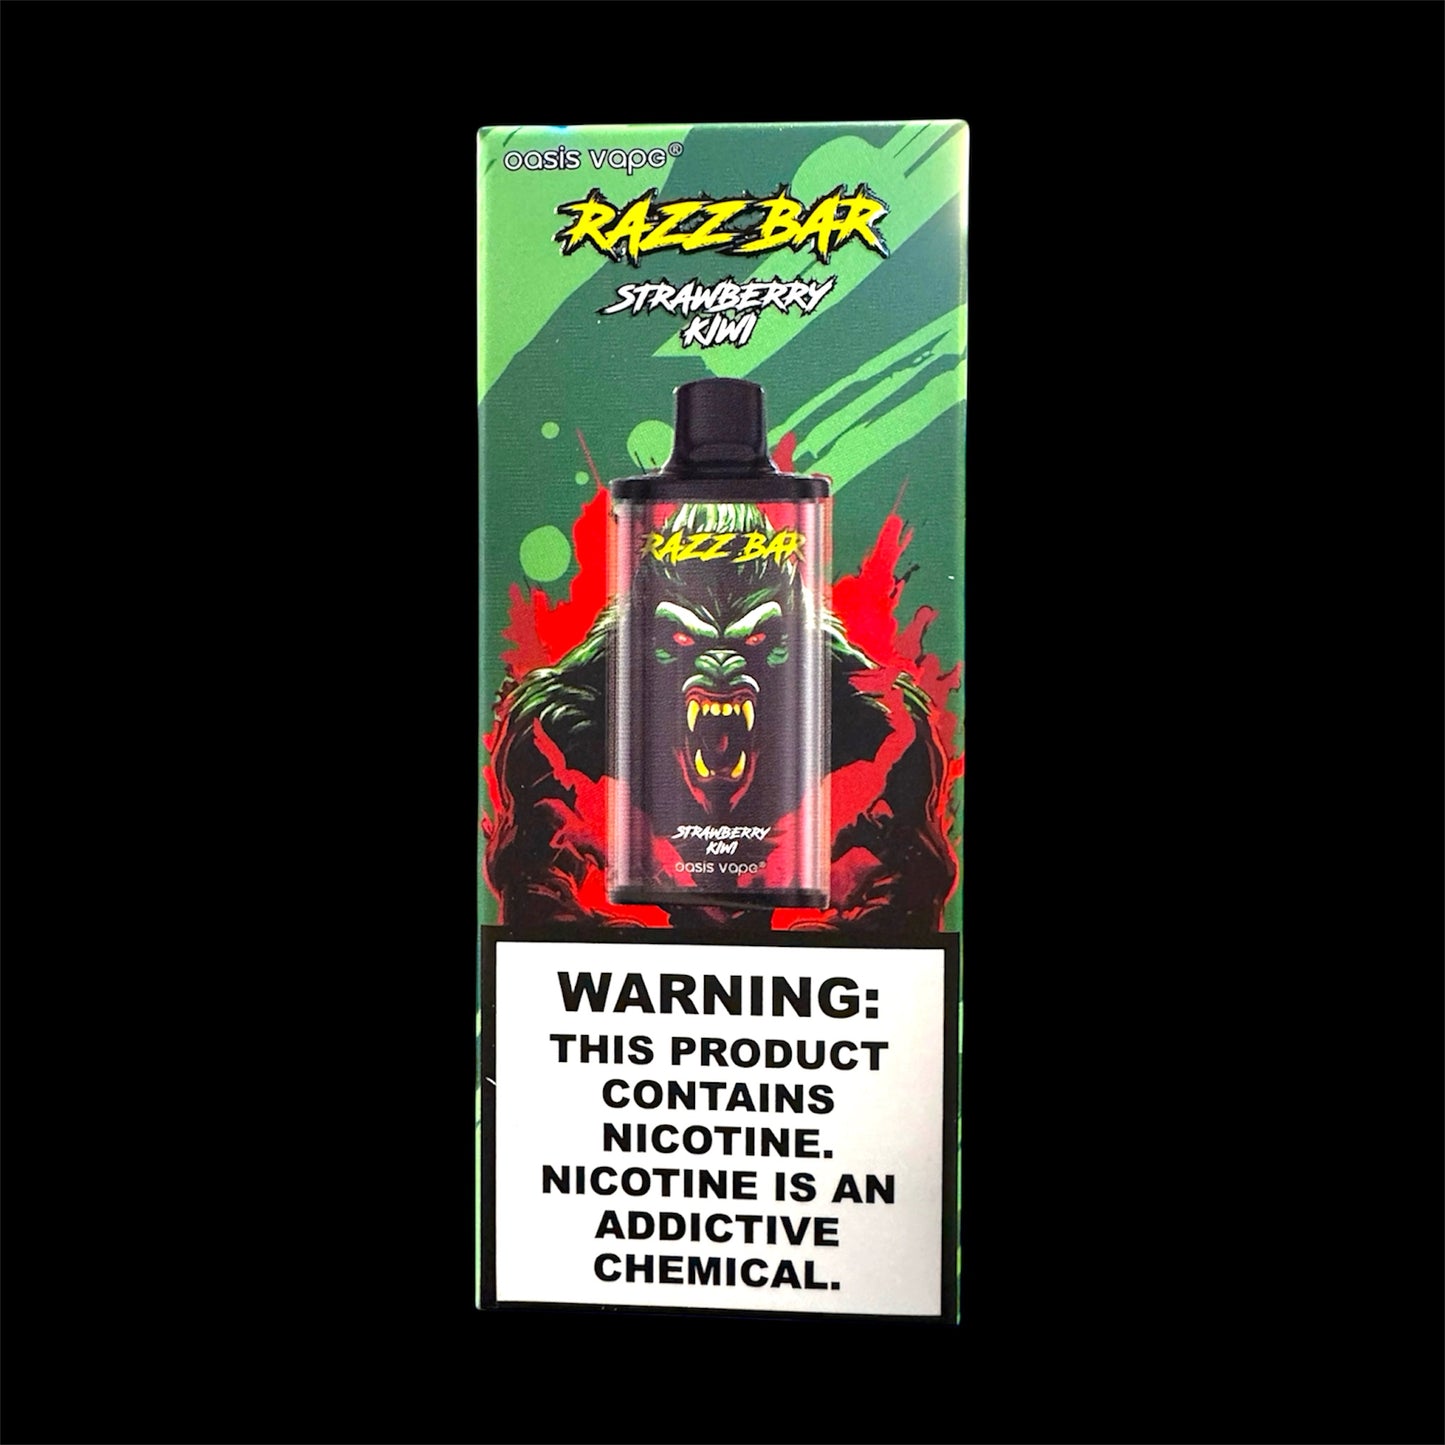 oasis vape®
RAZZ BAR
STRAWBERRY
KIWI
RAZZ BAR
STRAWBERRY
KIWI
oasis vape®
WARNING:
THIS PRODUCT
CONTAINS
NICOTINE.
NICOTINE IS AN
ADDICTIVE
CHEMICAL.